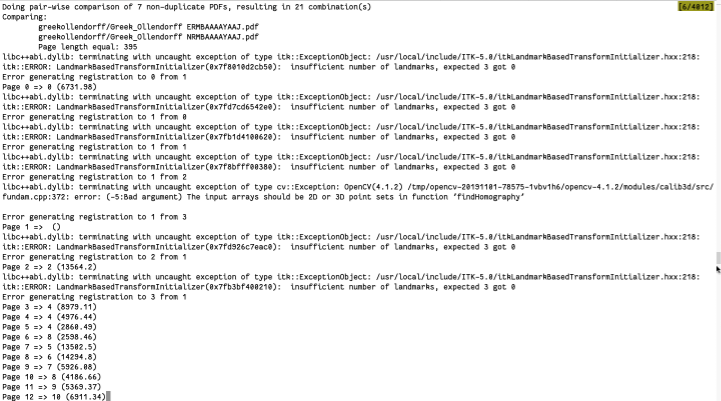 Doing pair-wise comparison of 7 non-duplicate PDFs, resulting in 21 combination(s)
[6/4012]
Comparing:
greekollendorff/Greek_Ollendorff ERMBAAAAYAAJ.pdf
greekollendorff/Greek_Ollendorff NRMBAAAAYAAJ.pdf
Page length equal: 395
libc++abi.dylib: terminating with uncaught exception of type itk::ExceptionObject: /usr/local/include/ITK-5.0/itkLandmarkBasedTransformInitializer.hxx:218:
itk::ERROR: LandmarkBasedTransformInitializer(0x7f8010d2cb50): insufficient number of landmarks, expected 3 got 0
Error generating registration to 0 from 1
Page 0 => 0 (6731.98)
libc++abi.dylib: terminating with uncaught exception of type itk::ExceptionObject: /usr/local/include/ITK-5.0/itkLandmarkBasedTransformInitializer.hxx:218:
itk::ERROR: LandmarkBasedTransformInitializer(0x7fd7cd6542e0): insufficient number of landmarks, expected 3 got 0
Error generating registration to 1 from 0
libc++abi.dylib: terminating with uncaught exception of type itk::ExceptionObject: /usr/local/include/ITK-5.0/itkLandmarkBasedTransformInitializer.hxx:218:
itk::ERROR: LandmarkBasedTransformInitializer(0x7fb1d4100620): insufficient number of landmarks, expected 3 got 0
Error generating registration to 1 from 1
libc++abi.dylib: terminating with uncaught exception of type itk::ExceptionObject: /usr/local/include/ITK-5.0/itkLandmarkBasedTransformInitializer.hxx:218:
itk::ERROR: LandmarkBasedTransformInitializer(0x7f8bfff00380): insufficient number of landmarks, expected 3 got 0
Error generating registration to 1 from 2
libc++abi.dylib: terminating with uncaught exception of type cv::Exception: OpenCV(4.1.2) /tmp/opencv-20191101-78575-1vbv1h6/opencv-4.1.2/modules/calib3d/src/
fundam.cpp:372: error: (-5:Bad argument) The input arrays should be 2D or 3D point sets in function 'findHomography'
Error generating registration to 1 from 3
Page 1 => ()
libc++abi.dylib: terminating with uncaught exception of type itk::ExceptionObject: /usr/local/include/ITK-5.0/itkLandmarkBasedTransformInitializer.hxx:218:
itk::ERROR: LandmarkBasedTransformInitializer(0x7fd926c7eac0): insufficient number of landmarks, expected 3 got 0
Error generating registration to 2 from 1
Page 2 => 2 (13564.2)
libc++abi.dylib: terminating with uncaught exception of type itk::ExceptionObject: /usr/local/include/ITK-5.0/itkLandmarkBasedTransformInitializer.hxx:218:
itk::ERROR: LandmarkBasedTransformInitializer(0x7fb3bf400210): insufficient number of landmarks, expected 3 got 0
Error generating registration to 3 from 1
Page 3 => 4 (8979.11)
Page 4 => 4 (4976.44)
Page 5 => 4 (2860.49)
Page 6 => 8 (2598.46)
Page 7 => 5 (13502.5)
Page 8 => 6 (14294.8)
Page 9 => 7 (5926.08)
Page 10 => 8 (4186.66)
Page 11 => 9 (5369.37)
Page 12 => 10 (6911.34)